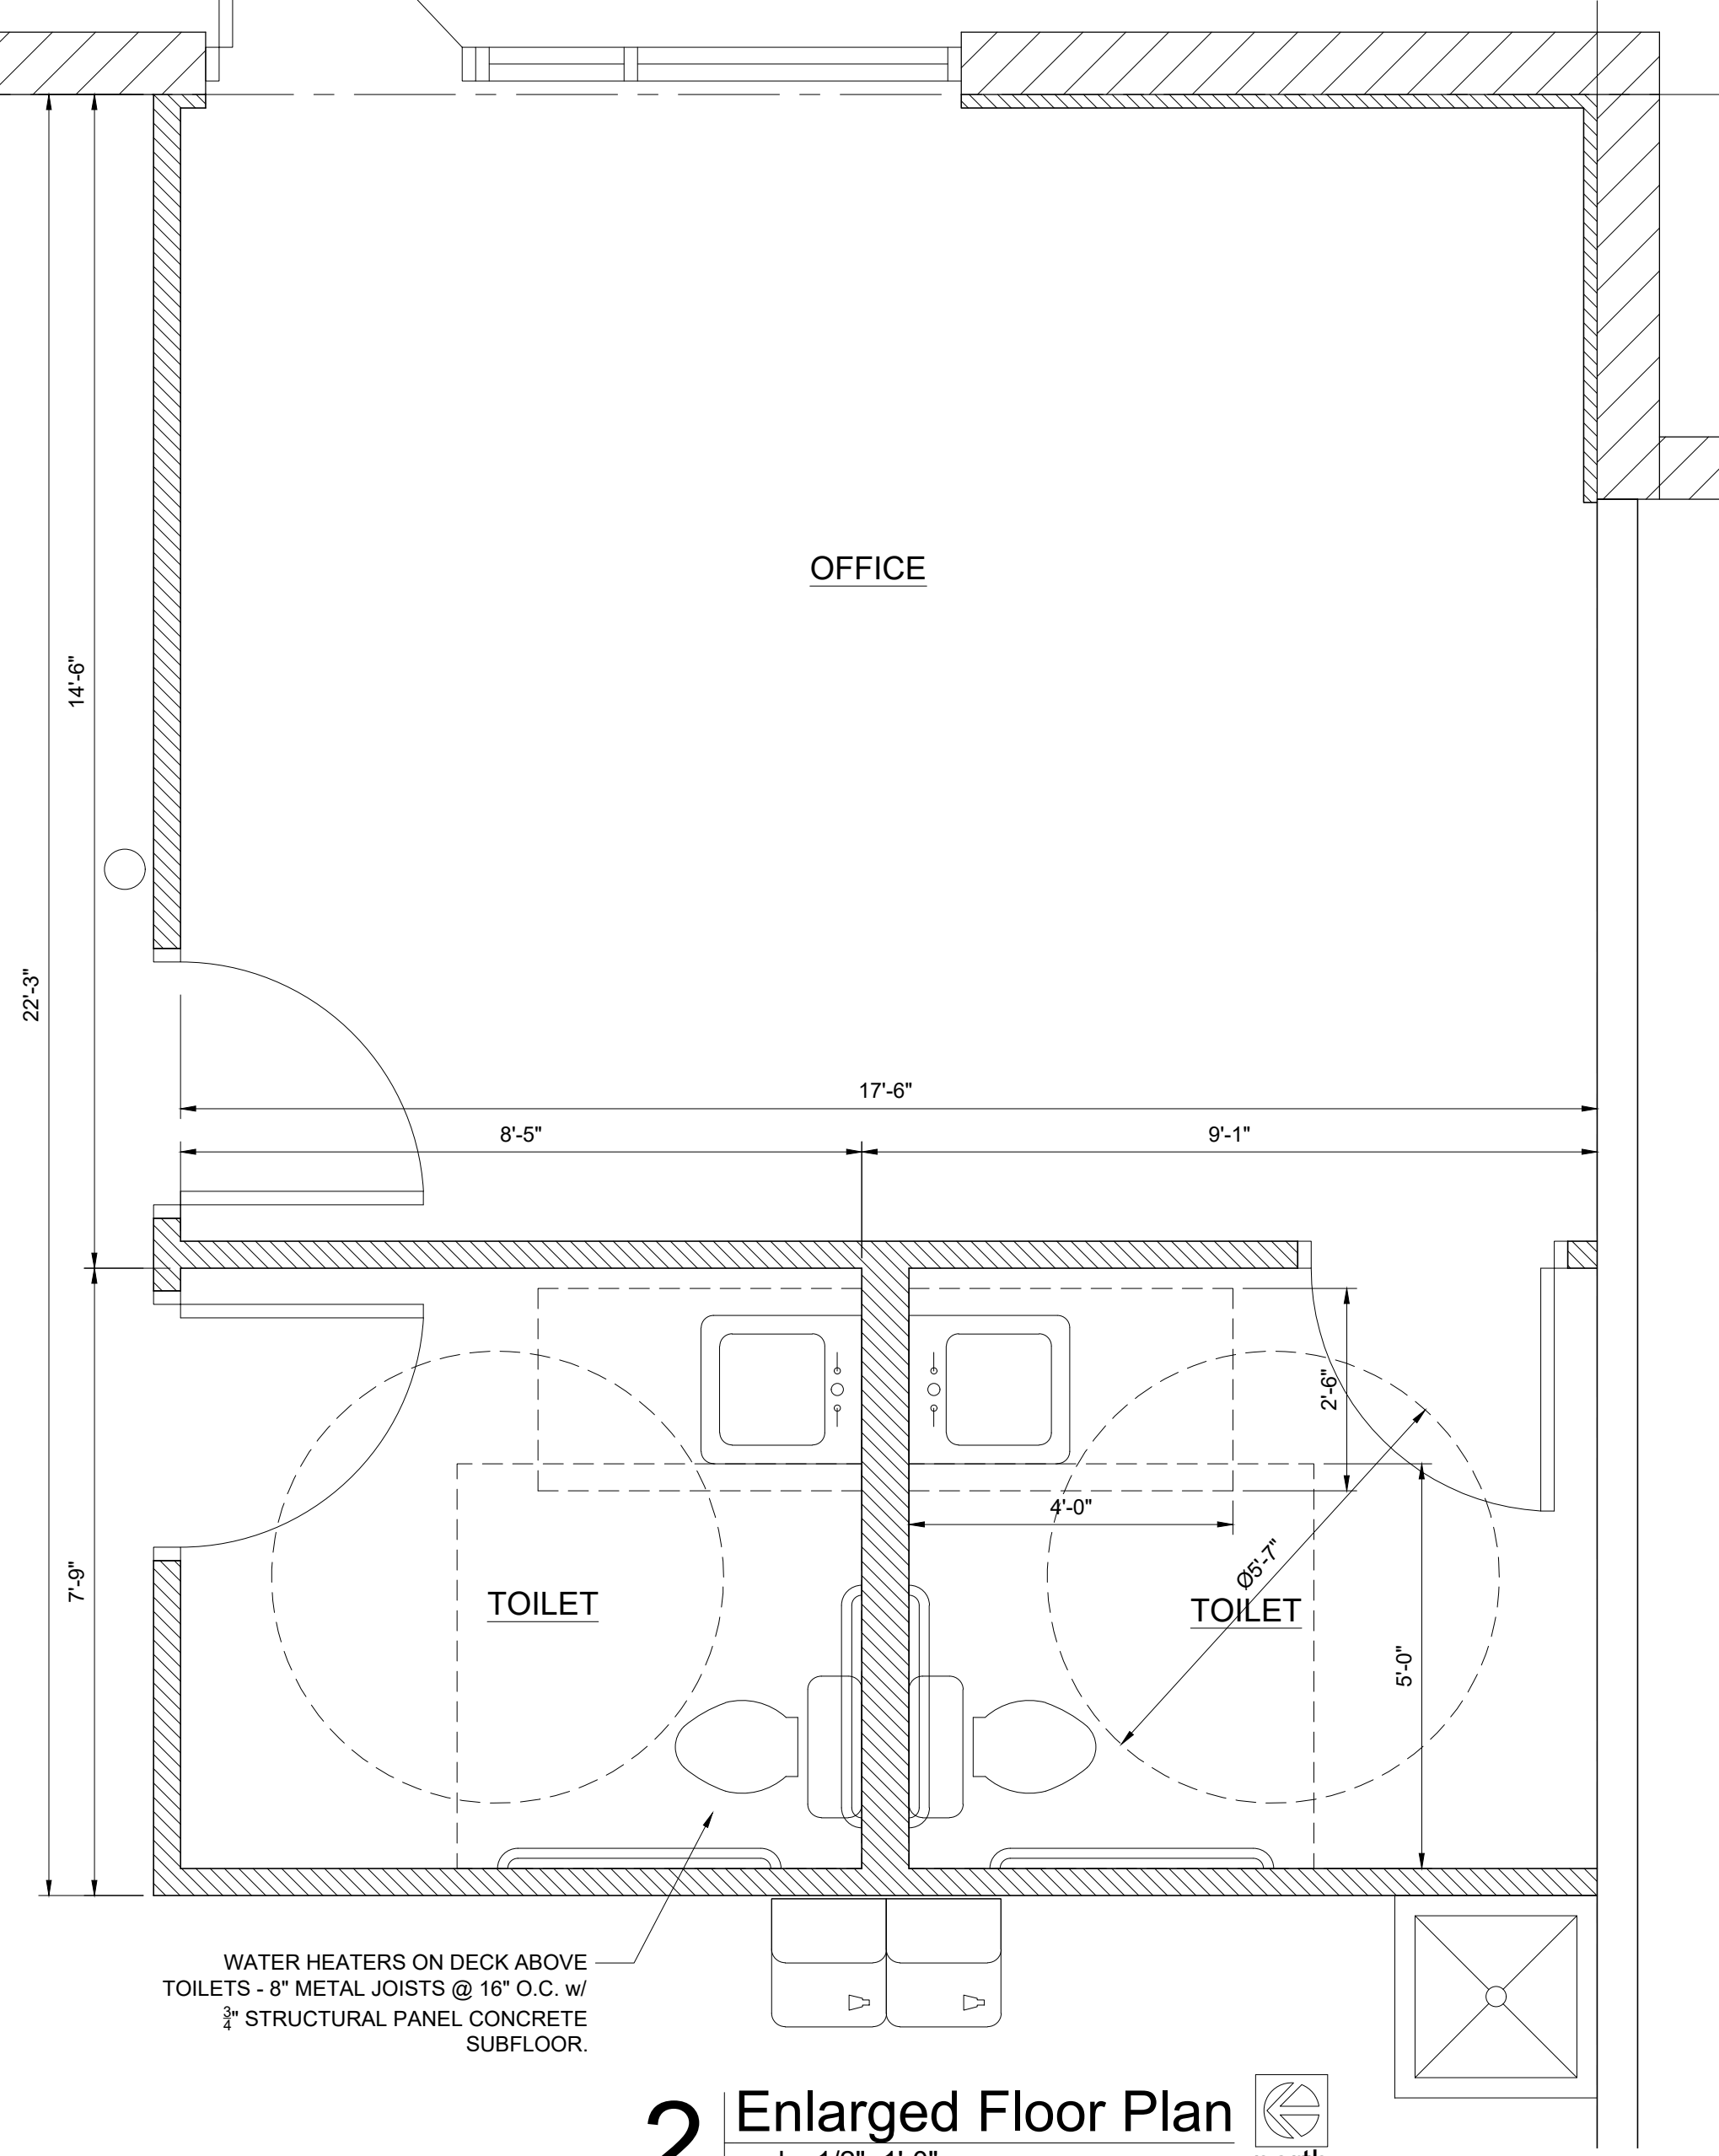 OFFICE
14'-6"
22'-3"
17'-6"
8'-5"
9'-1"
2'-6"
4'-0"
Ø5'-7"
7'-9"
TOILET
TOILET
5'-0"
WATER HEATERS ON DECK ABOVE
TOILETS - 8" METAL JOISTS @ 16" O.C. w/
3/4" STRUCTURAL PANEL CONCRETE
SUBFLOOR.
2
Enlarged Floor Plan